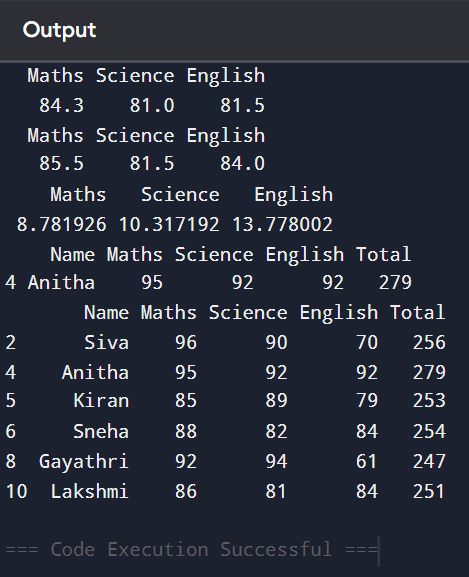 Output
Maths Science English
84.3 81.0 81.5
Maths Science English
85.5 81.5 84.0
Maths Science English
8.781926 10.317192 13.778002
Name Maths Science English Total
4 Anitha 95 92 92 279
Name Maths Science English Total
2 Siva 96 90 70 256
4 Anitha 95 92 92 279
5 Kiran 85 89 79 253
6 Sneha 88 82 84 254
8 Gayathri 92 94 61 247
10 Lakshmi 86 81 84 251
=== Code Execution Successful ===